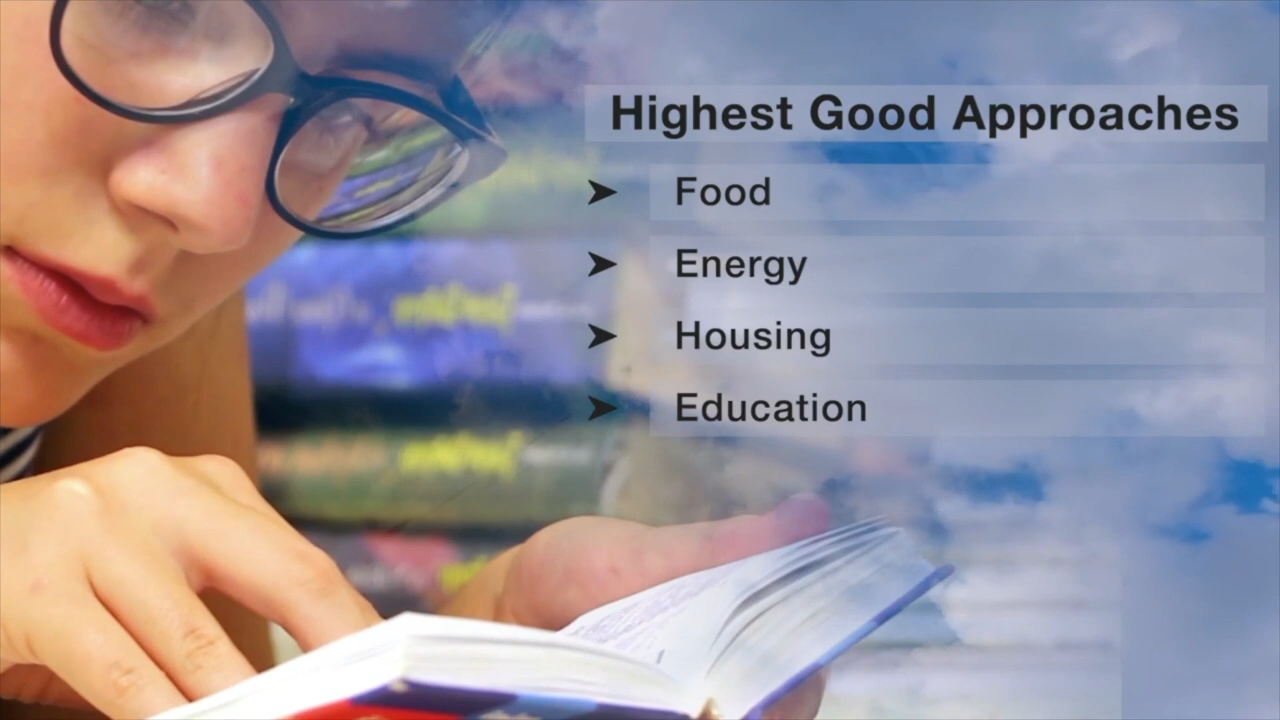 Highest Good Approaches
➤ Food
➤ Energy
➤ Housing
➤ Education